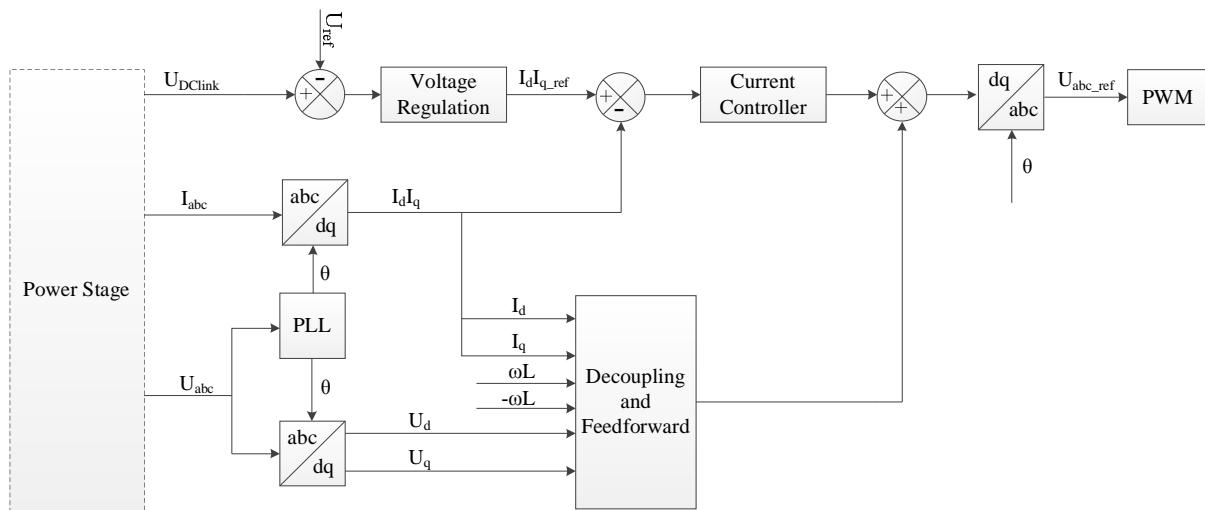 U_ref
U_DClink
-
+
Voltage
Regulation
I_dI_q_ref
+
-
Current
Controller
+
+
dq
abc
U_abc_ref
PWM
θ
I_abc
abc
dq
I_dI_q
θ
Power Stage
PLL
I_d
I_q
ωL
-ωL
Decoupling
and
Feedforward
U_abc
θ
abc
dq
U_d
U_q